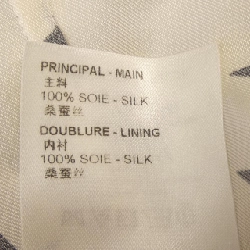 PRINCIPAL - MAIN
主料
100% SOIE - SILK
桑蚕丝
DOUBLURE - LINING
内衬
100% SOIE - SILK
桑蚕丝